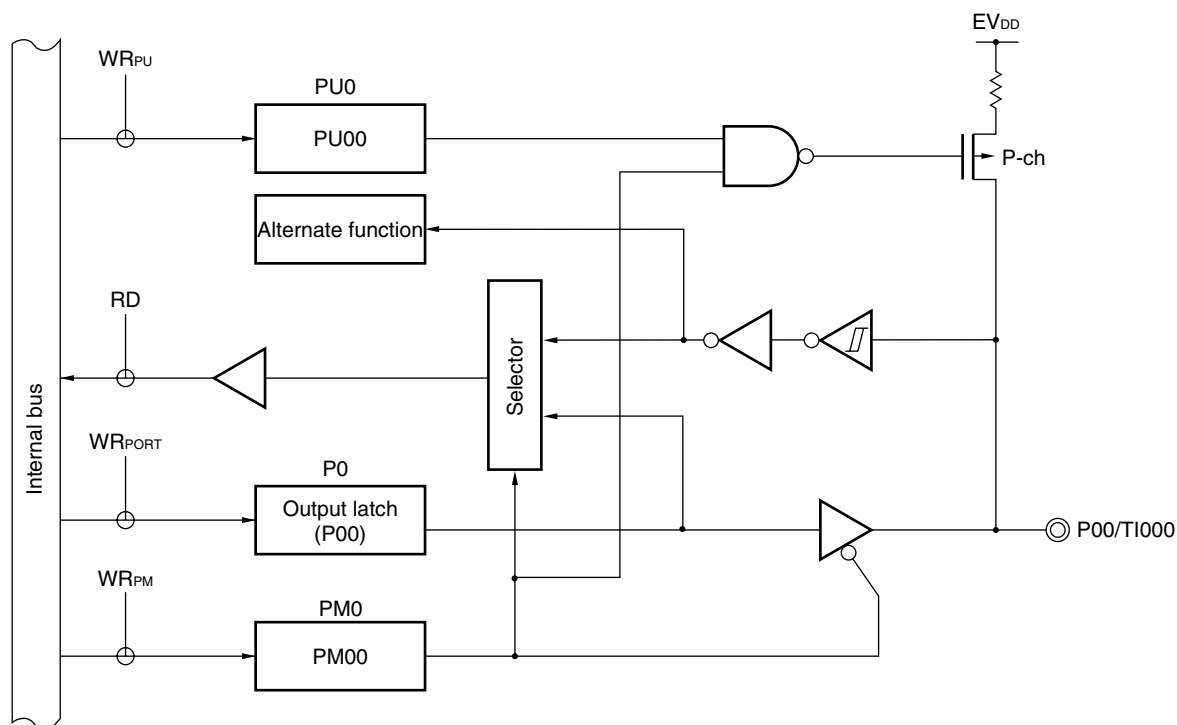 EVDD
WRPU
PU0
PU00
P-ch
Alternate function
RD
Selector
Internal bus
WRPORT
P0
Output latch
(P00)
P00/TI000
WRPM
PM0
PM00